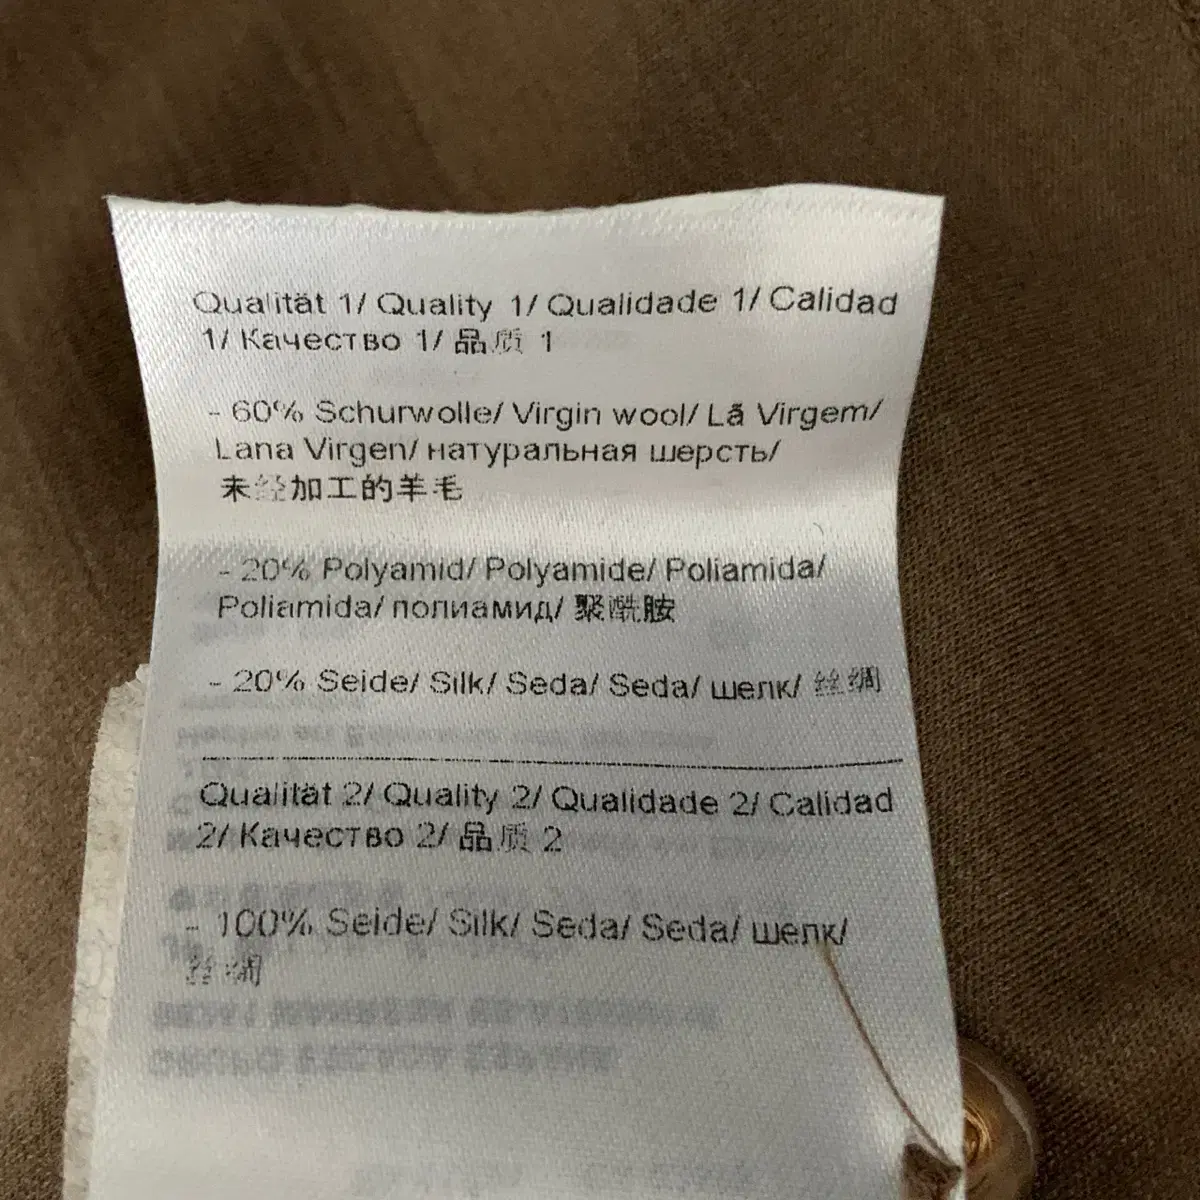 Qualität 1/ Quality 1/ Qualidade 1/ Calidad
1/ Качество 1/ 品质 1
- 60% Schurwolle/ Virgin wool/ Lã Virgem/
Lana Virgen/ натуральная шерсть/
未经加工的羊毛
- 20% Polyamid/ Polyamide/ Poliamida/
Poliamida/ полиамид/ 聚酰胺
- 20% Seide/ Silk/ Seda/ Seda/ шелк/ 丝绸
Qualität 2/ Quality 2/ Qualidade 2/ Calidad
2/ Качество 2/ 品质 2
- 100% Seide/ Silk/ Seda/ Seda/ шелк/
丝绸